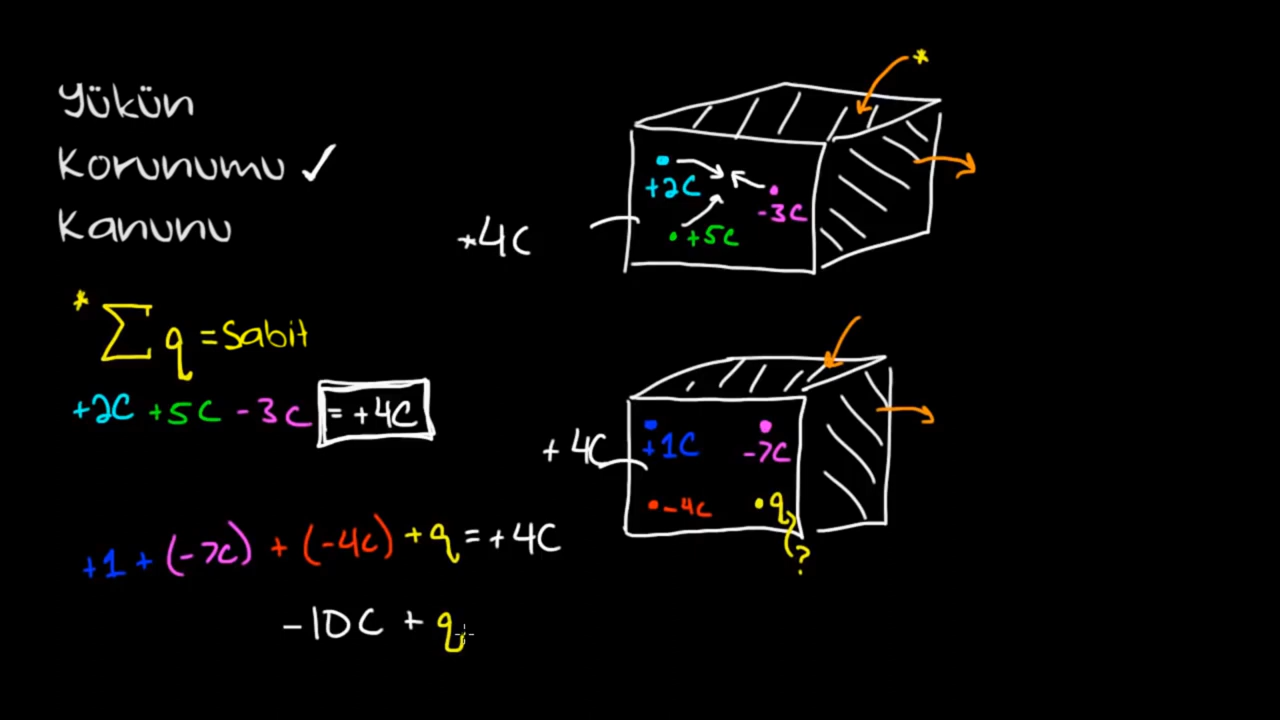 Yükün
Korunumu ✓
Kanunu
* Σ q = Sabit
+2C +5C -3C = +4C
+1 + (-7C) + (-4C) + q = +4C
-10C + q
*
+2C
-3C
+5C
+4C
+4C
+1C
-7C
-4C
q
?